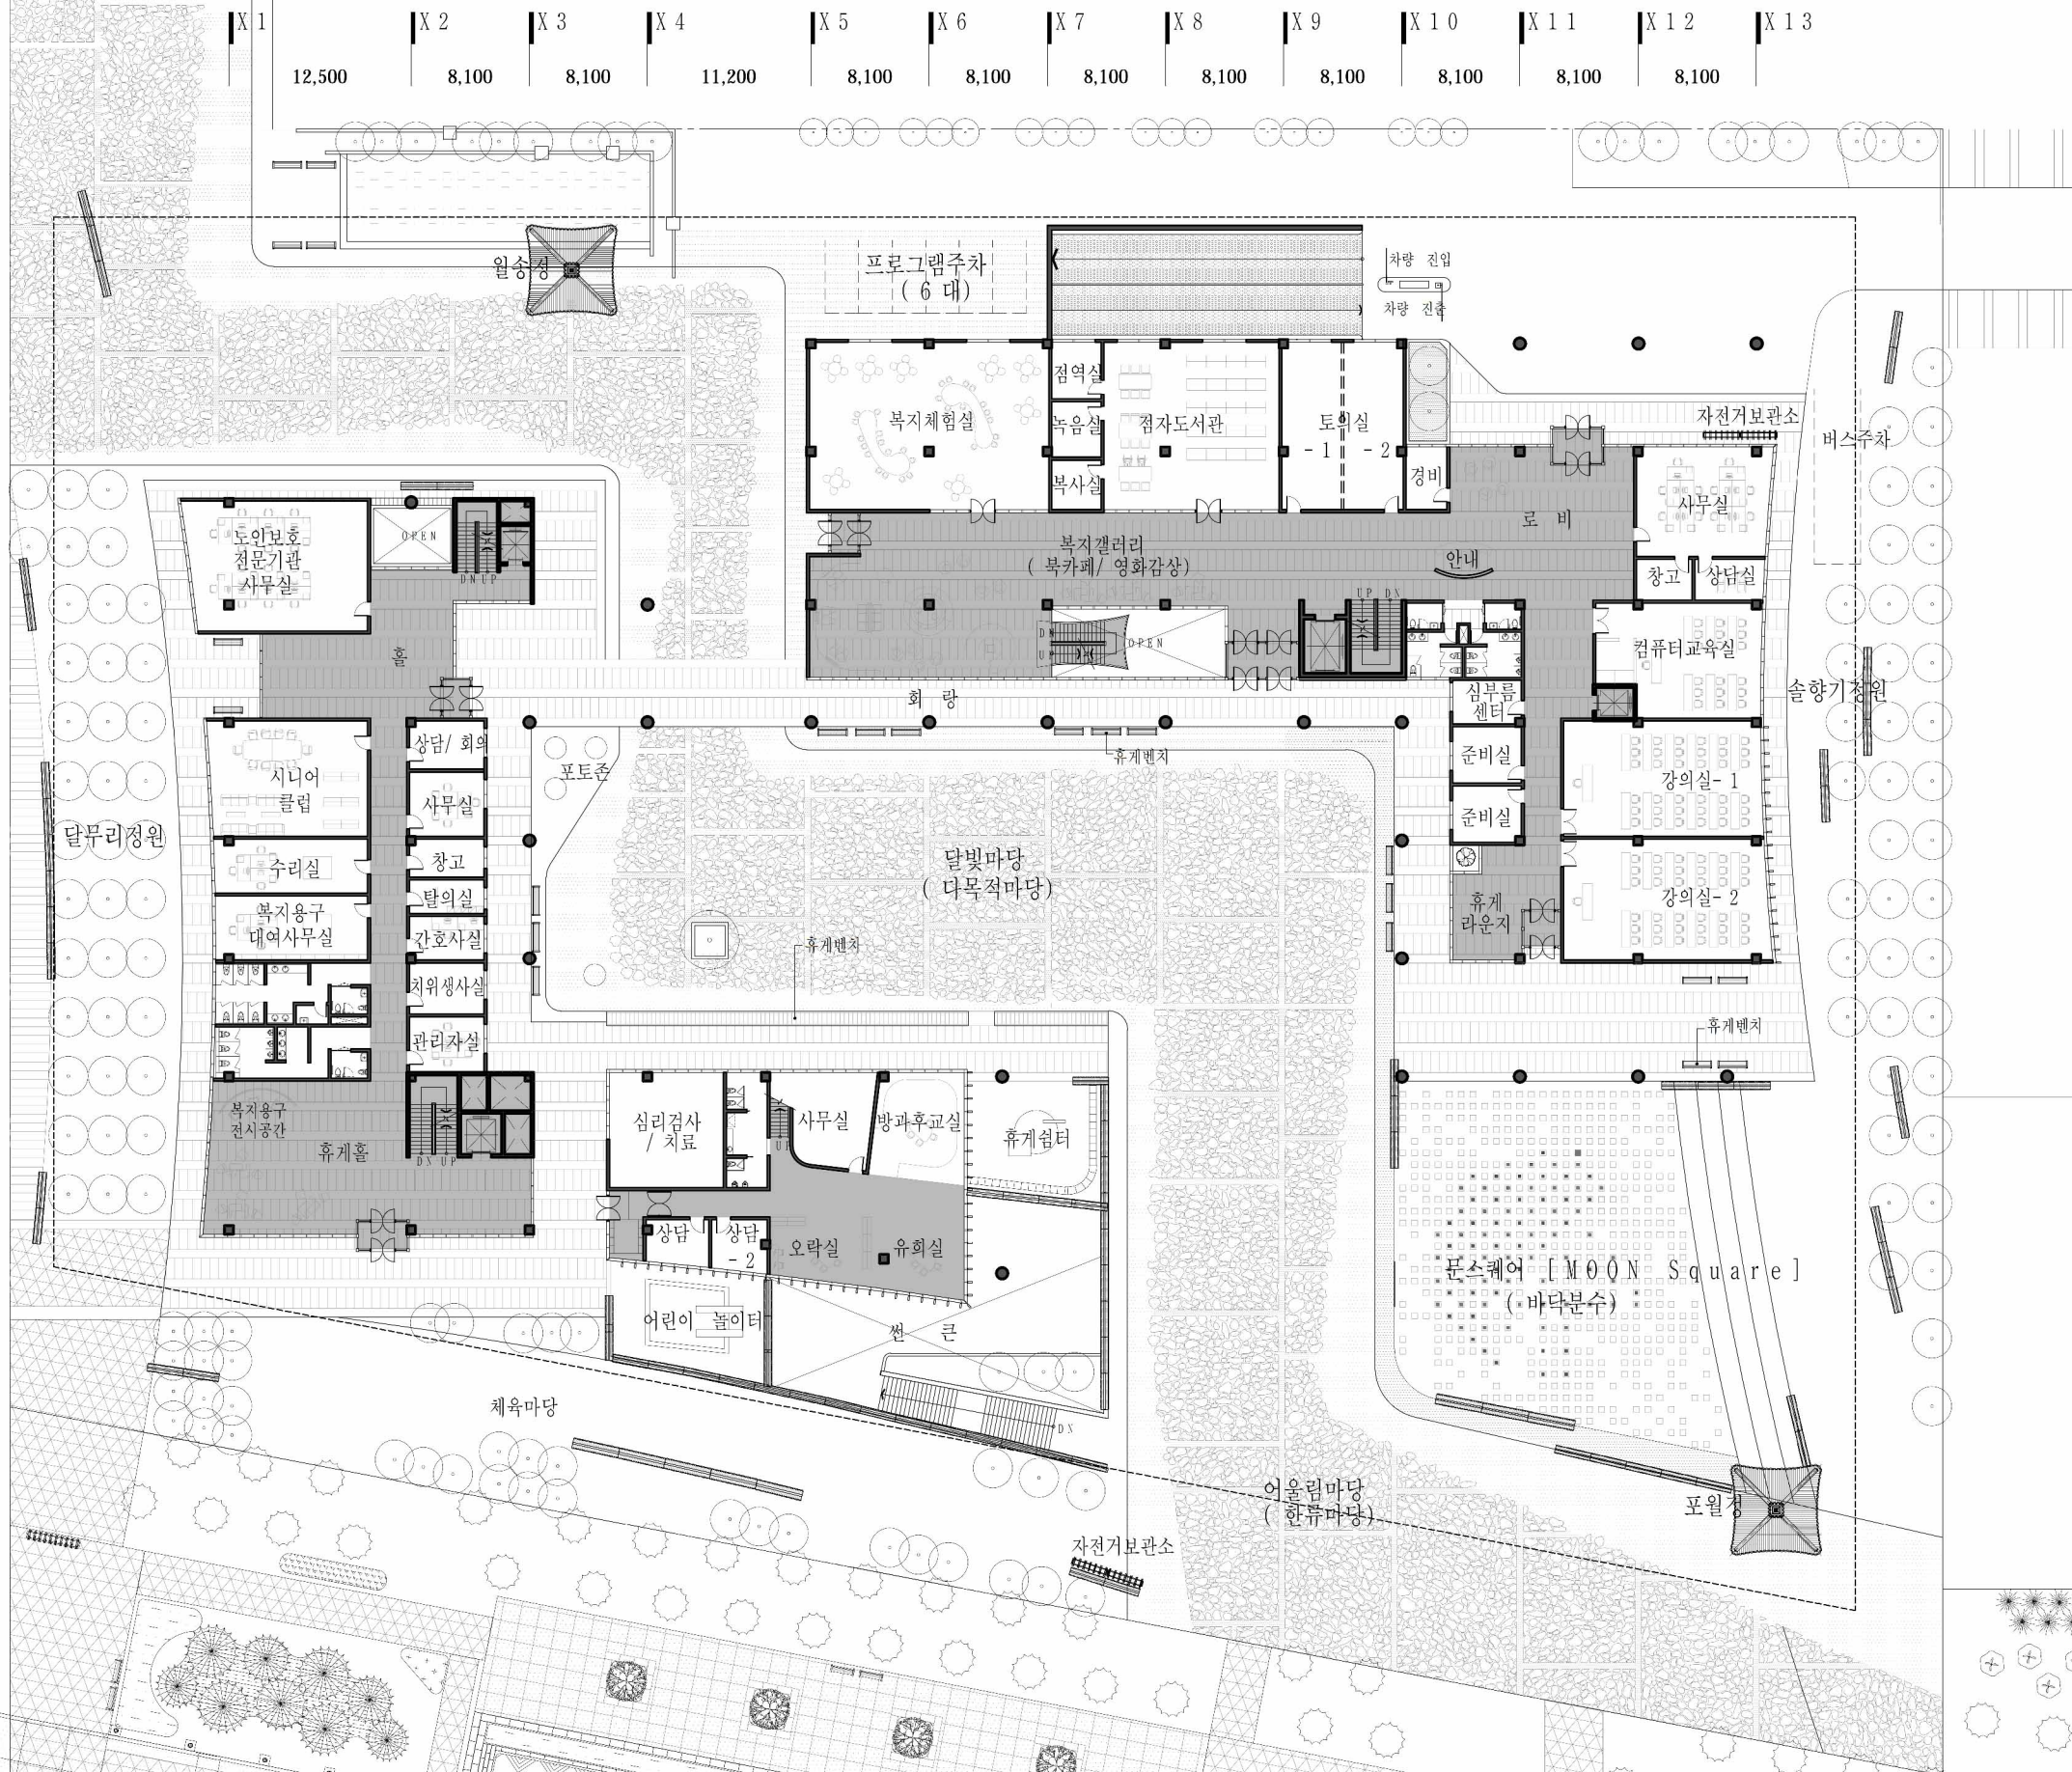 X 1 X 2 X 3 X 4 X 5 X 6 X 7 X 8 X 9 X 10 X 11 X 12 X 13
12,500 8,100 8,100 11,200 8,100 8,100 8,100 8,100 8,100 8,100 8,100 8,100
월송정
프로그램주차
( 6 대)
차량 진입
차량 진출
복지체험실
점역실
녹음실
복사실
점자도서관
토의실
- 1 - 2
경비
자전거보관소
버스주차
사무실
로 비
안내
창고
상담실
복지갤러리
( 북카페/ 영화감상)
노인보호
전문기관
사무실
OPEN
DN UP
홀
UP DN
DN
UP
OPEN
컴퓨터교육실
심부름
센터
솔향기정원
회 랑
휴게벤치
준비실
준비실
강의실- 1
강의실- 2
휴게
라운지
휴게벤치
포토존
상담/ 회의
시니어
클럽
사무실
달무리정원
수리실
창고
탈의실
복지용구
대여사무실
간호사실
치위생사실
관리자실
달빛마당
( 다목적마당)
휴게벤치
복지용구
전시공간
휴게홀
DN UP
심리검사
/ 치료
사무실
UP
방과후교실
휴게쉼터
상담
상담
- 2
오락실
유희실
어린이 놀이터
썬 큰
DN
문스퀘어 [MOON Square]
( 바닥분수)
체육마당
어울림마당
( 한류마당)
포월정
자전거보관소